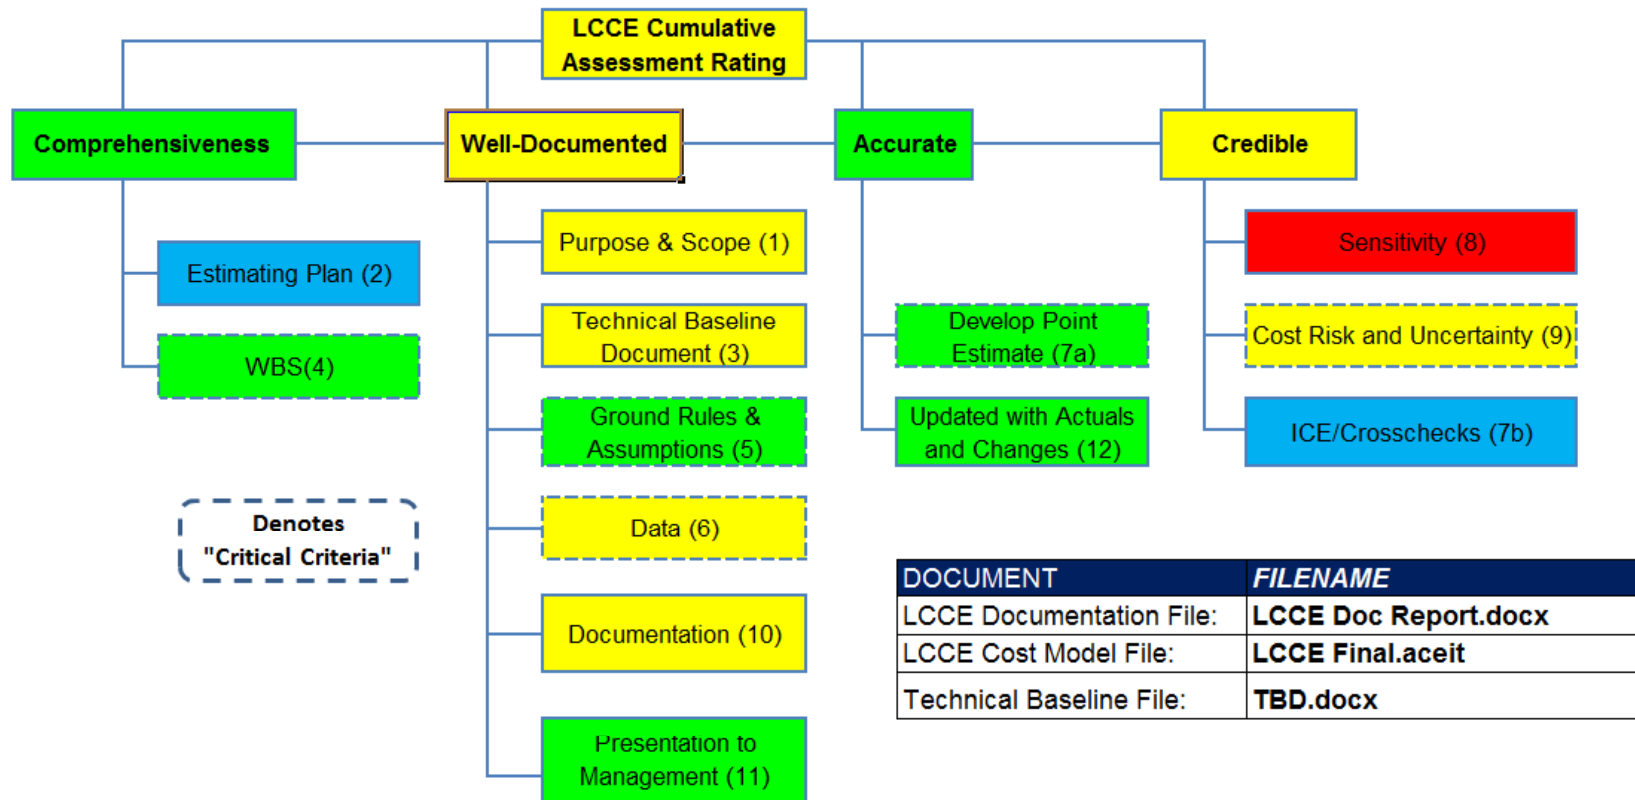 LCCE Cumulative
Assessment Rating
Comprehensiveness
Well-Documented
Accurate
Credible
Estimating Plan (2)
WBS(4)
Purpose & Scope (1)
Technical Baseline
Document (3)
Ground Rules &
Assumptions (5)
Data (6)
Documentation (10)
Presentation to
Management (11)
Develop Point
Estimate (7a)
Updated with Actuals
and Changes (12)
Sensitivity (8)
Cost Risk and Uncertainty (9)
ICE/Crosschecks (7b)
Denotes
"Critical Criteria"
DOCUMENT FILENAME
LCCE Documentation File: LCCE Doc Report.docx
LCCE Cost Model File: LCCE Final.aceit
Technical Baseline File: TBD.docx